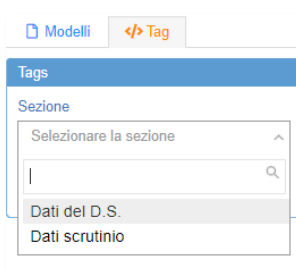 Modelli </> Tag
Tags
Sezione
Selezionare la sezione
Dati del D.S.
Dati scrutinio